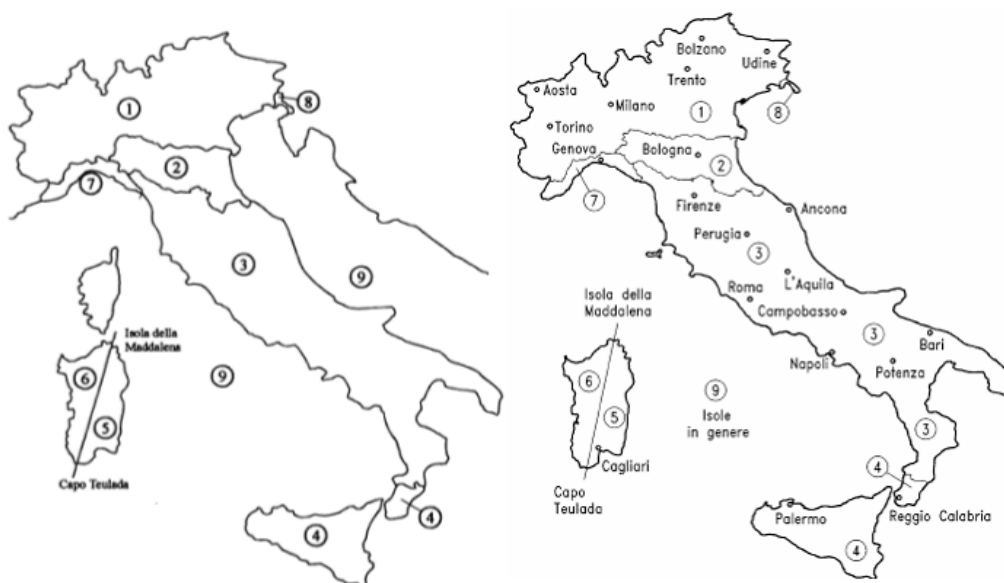 8
1
2
7
3
9
Isola della
Maddalena
6
9
5
Capo Teulada
4
4
Bolzano
Udine
Trento
Aosta
Milano
1
8
Torino
Genova
Bologna
2
7
Firenze
Ancona
Perugia
3
L'Aquila
Roma
Isola della
Maddalena
Campobasso
3
Bari
Napoli
Potenza
6
9
Isole
in genere
5
3
Cagliari
4
Capo
Teulada
Palermo
Reggio Calabria
4